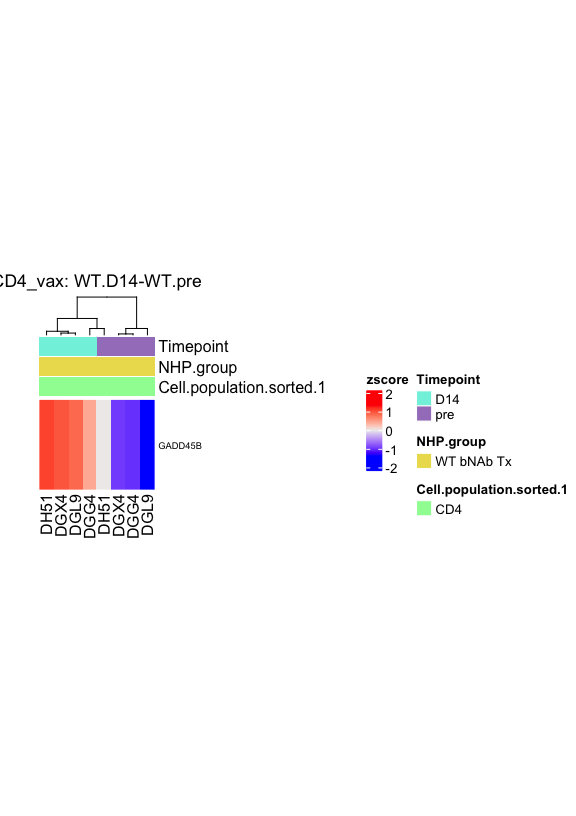 CD4_vax: WT.D14-WT.pre
Timepoint
NHP.group
Cell.population.sorted.1
GADD45B
DH51
DGX4
DGL9
DGG4
DH51
DGX4
DGG4
DGL9
zscore
2
1
0
-1
-2
Timepoint
D14
pre
NHP.group
WT bNAb Tx
Cell.population.sorted.1
CD4